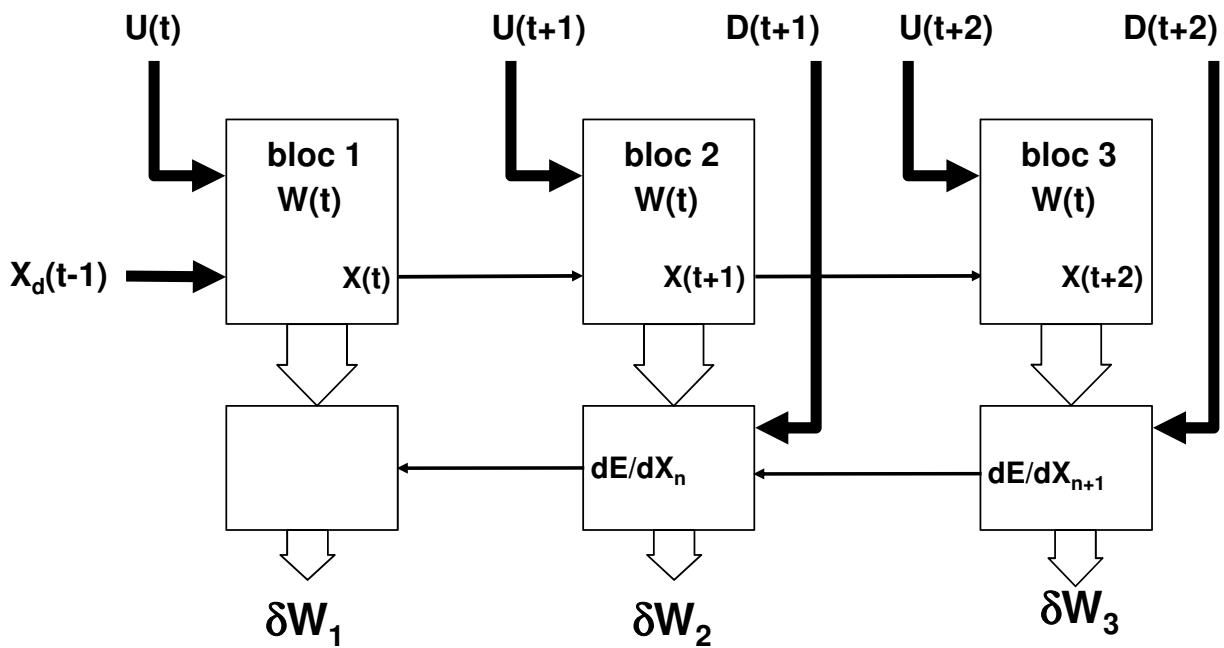 U(t) U(t+1) D(t+1) U(t+2) D(t+2)
bloc 1 bloc 2 bloc 3
W(t) W(t) W(t)
X_d(t-1) X(t) X(t+1) X(t+2)
dE/dX_n dE/dX_{n+1}
δW_1 δW_2 δW_3